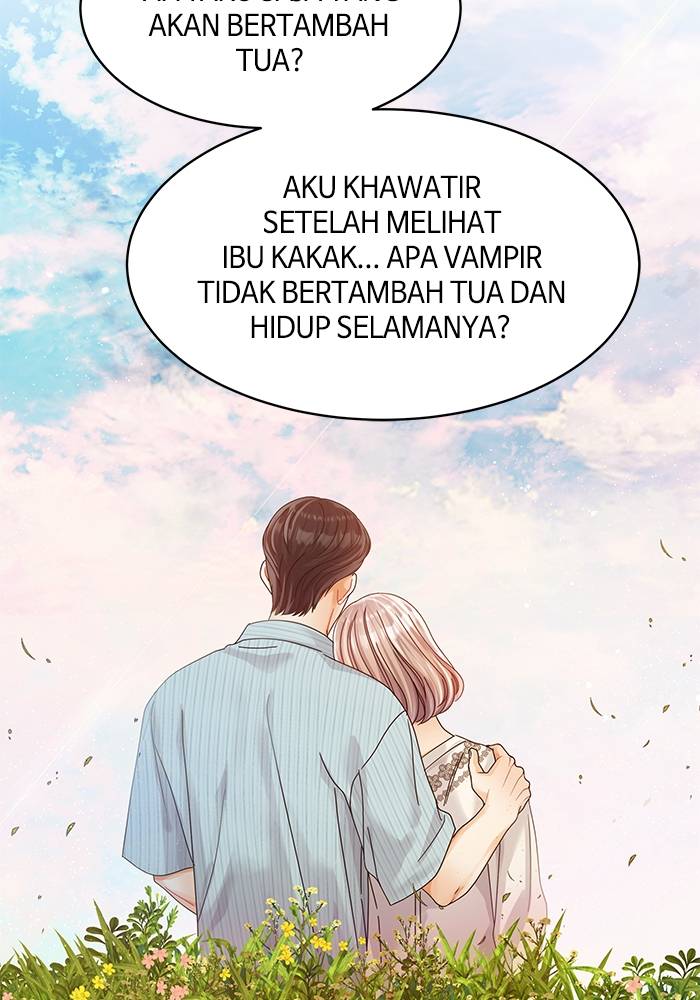 AKAN BERTAMBAH
TUA?
AKU KHAWATIR
SETELAH MELIHAT
IBU KAKAK... APA VAMPIR
TIDAK BERTAMBAH TUA DAN
HIDUP SELAMANYA?